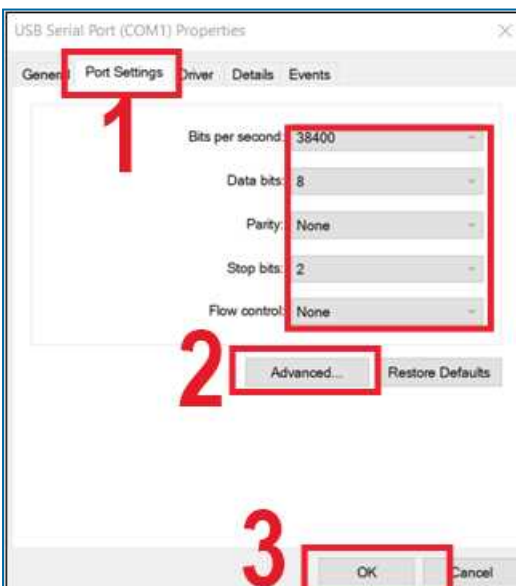 USB Serial Port (COM1) Properties
General Port Settings Driver Details Events
1
Bits per second: 38400
Data bits: 8
Parity: None
Stop bits: 2
Flow control: None
2
Advanced... Restore Defaults
3
OK Cancel